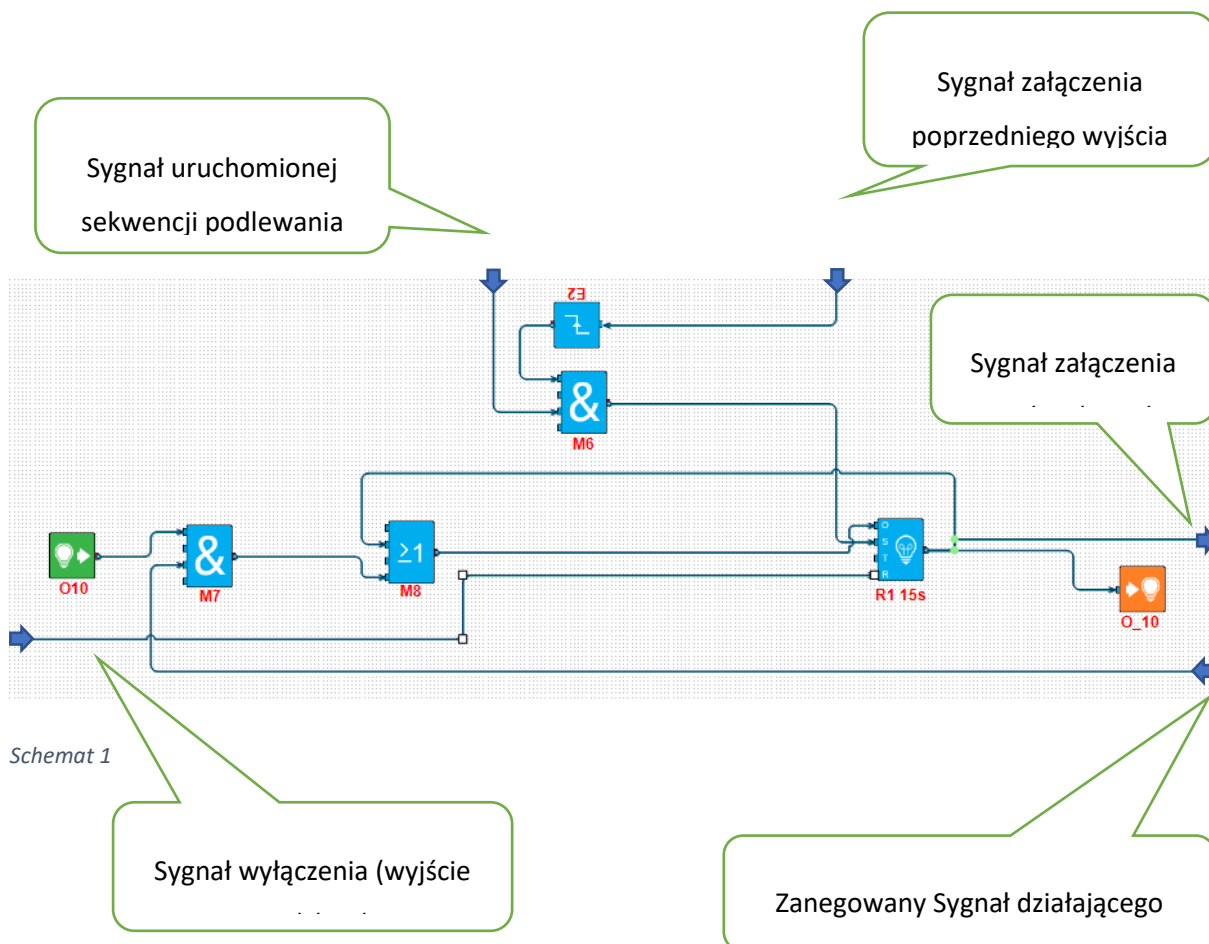 Sygnał załączenia
poprzedniego wyjścia
Sygnał uruchomionej
sekwencji podlewania
E2
&
M6
Sygnał załączenia
O10
&
M7
≥1
M8
O
S
T
R
R1 15s
O_10
Schemat 1
Sygnał wyłączenia (wyjście
Zanegowany Sygnał działającego